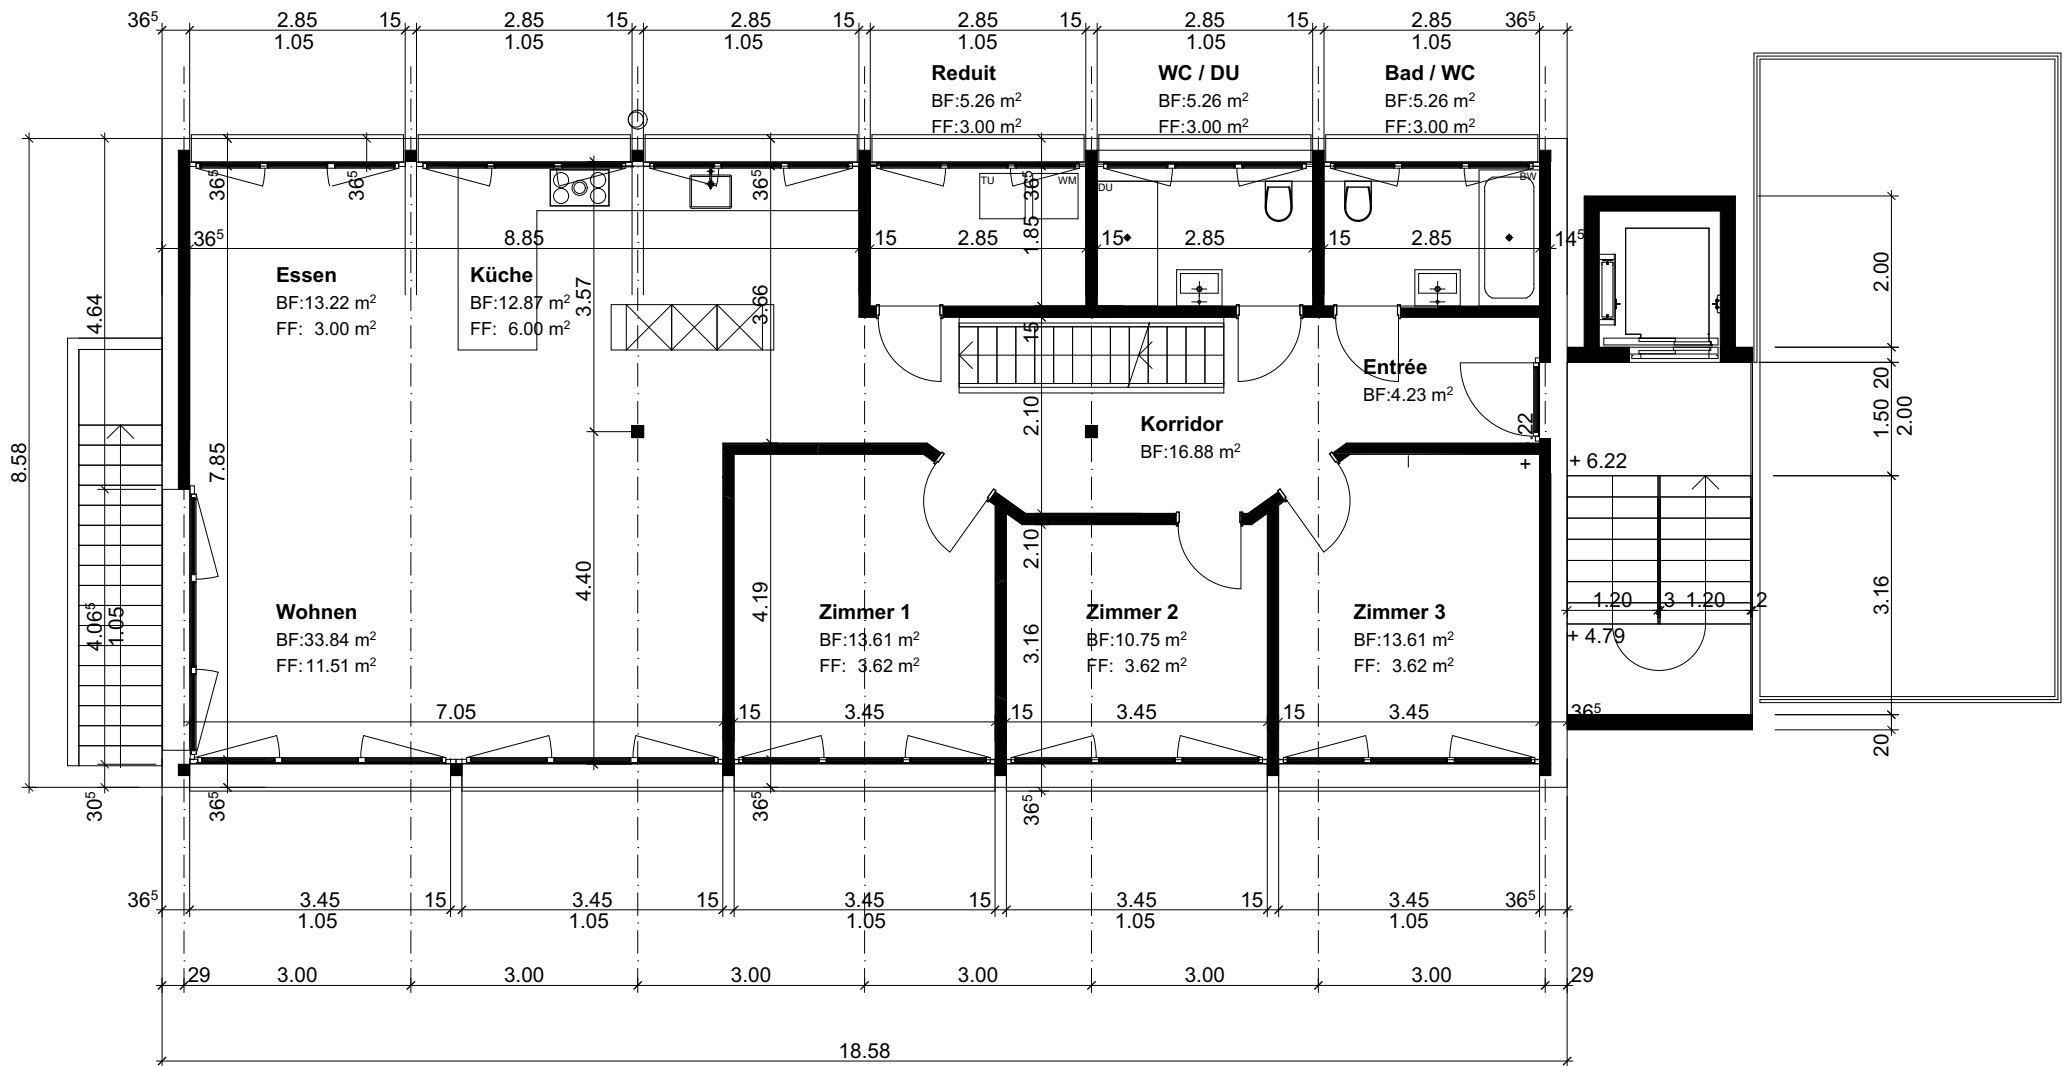 36⁵ 2.85 15 2.85 15 2.85 15 2.85 15 2.85 15 2.85 36⁵
1.05 1.05 1.05 1.05 1.05 1.05
Reduit
BF:5.26 m²
FF:3.00 m²
WC / DU
BF:5.26 m²
FF:3.00 m²
Bad / WC
BF:5.26 m²
FF:3.00 m²
36⁵ 36⁵ 36⁵ 36⁵
TU WM DU BW
36⁵ 8.85 15 2.85 15 2.85 15 2.85 14⁵
1.85
Essen
BF:13.22 m²
FF: 3.00 m²
Küche
BF:12.87 m²
FF: 6.00 m²
3.57
3.66
15
2.00
4.64
8.58
7.85
Entrée
BF:4.23 m²
Korridor
BF:16.88 m²
2.10
.22
+
+ 6.22
20
1.50
2.00
2.10
4.40
4.19
3.16
4.06⁵
1.05
Wohnen
BF:33.84 m²
FF:11.51 m²
Zimmer 1
BF:13.61 m²
FF: 3.62 m²
Zimmer 2
BF:10.75 m²
FF: 3.62 m²
Zimmer 3
BF:13.61 m²
FF: 3.62 m²
1.20 3 1.20 2
+ 4.79
3.16
7.05 15 3.45 15 3.45 15 3.45 36⁵
20
30⁵ 36⁵ 36⁵ 36⁵
36⁵ 3.45 15 3.45 15 3.45 15 3.45 15 3.45 36⁵
1.05 1.05 1.05 1.05 1.05
29 3.00 3.00 3.00 3.00 3.00 3.00 29
18.58